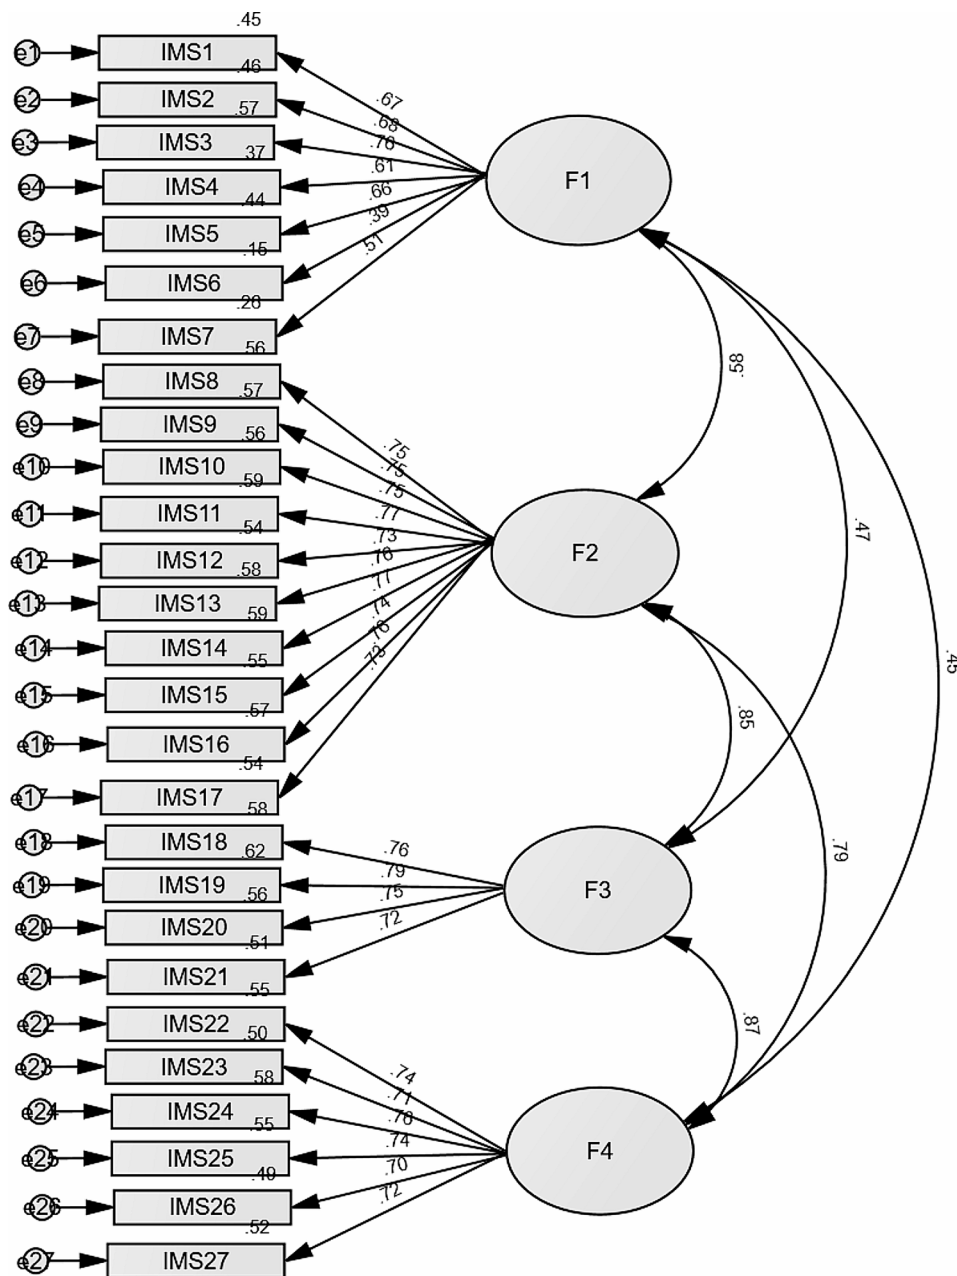 .45
e1 IMS1
.46
.67
e2 IMS2
.57
.68
e3 IMS3
.37
.76
F1
e4 IMS4
.44
.61
e5 IMS5
.15
.66
e6 IMS6
.26
.39
e7 IMS7
.56
.51
e8 IMS8
.57
.58
e9 IMS9
.56
.75
e10 IMS10
.59
.75
e11 IMS11
.54
.75
.47
e12 IMS12
.58
.77
F2
e13 IMS13
.59
.73
e14 IMS14
.55
.76
e15 IMS15
.57
.77
.45
e16 IMS16
.54
.74
.76
.73
.85
e17 IMS17
.58
e18 IMS18
.62
.76
.79
e19 IMS19
.56
.79
F3
e20 IMS20
.51
.75
e21 IMS21
.55
.72
e22 IMS22
.50
.87
e23 IMS23
.58
.74
e24 IMS24
.55
.71
e25 IMS25
.49
.76
.74
F4
e26 IMS26
.52
.70
e27 IMS27
.72